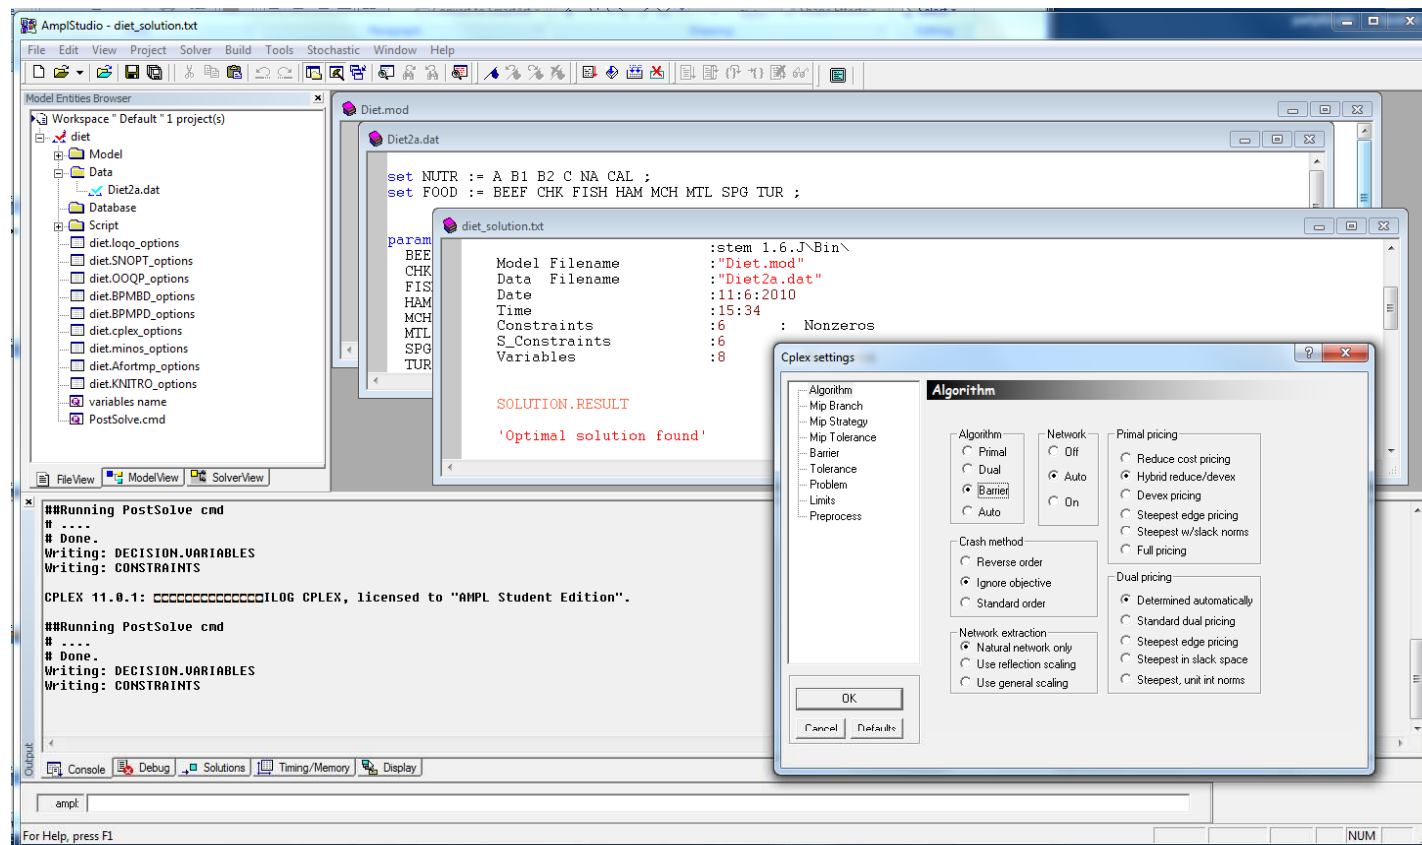 AmplStudio - diet_solution.txt
File Edit View Project Solver Build Tools Stochastic Window Help
Model Entities Browser
Workspace " Default " 1 project(s)
diet
Model
Data
Diet2a.dat
Database
Script
diet.loqo_options
diet.SNOPT_options
diet.OOQP_options
diet.BPMBD_options
diet.BPMPD_options
diet.cplex_options
diet.minos_options
diet.Afortmp_options
diet.KNITRO_options
variables name
PostSolve.cmd
FileView ModelView SolverView
Diet.mod
Diet2a.dat
set NUTR := A B1 B2 C NA CAL ;
set FOOD := BEEF CHK FISH HAM MCH MTL SPG TUR ;
param
BEE
CHK
FIS
HAM
MCH
MTL
SPG
TUR
diet_solution.txt
:stem 1.6.J\Bin\
Model Filename :"Diet.mod"
Data Filename :"Diet2a.dat"
Date :11:6:2010
Time :15:34
Constraints :6 : Nonzeros
S_Constraints :6
Variables :8
SOLUTION.RESULT
'Optimal solution found'
Cplex settings
Algorithm
Mip Branch
Mip Strategy
Mip Tolerance
Barrier
Tolerance
Problem
Limits
Preprocess
OK
Cancel Defaults
Algorithm
Algorithm
Primal
Dual
Barrier
Auto
Network
Off
Auto
On
Primal pricing
Reduce cost pricing
Hybrid reduce/devex
Devex pricing
Steepest edge pricing
Steepest w/slack norms
Full pricing
Crash method
Reverse order
Ignore objective
Standard order
Dual pricing
Determined automatically
Standard dual pricing
Steepest edge pricing
Steepest in slack space
Steepest, unit int norms
Network extraction
Natural network only
Use reflection scaling
Use general scaling
##Running PostSolve cmd
# ....
# Done.
Writing: DECISION.VARIABLES
Writing: CONSTRAINTS
CPLEX 11.0.1: ILOG CPLEX, licensed to "AMPL Student Edition".
##Running PostSolve cmd
# ....
# Done.
Writing: DECISION.VARIABLES
Writing: CONSTRAINTS
Output
Console Debug Solutions Timing/Memory Display
ampl:
For Help, press F1
NUM